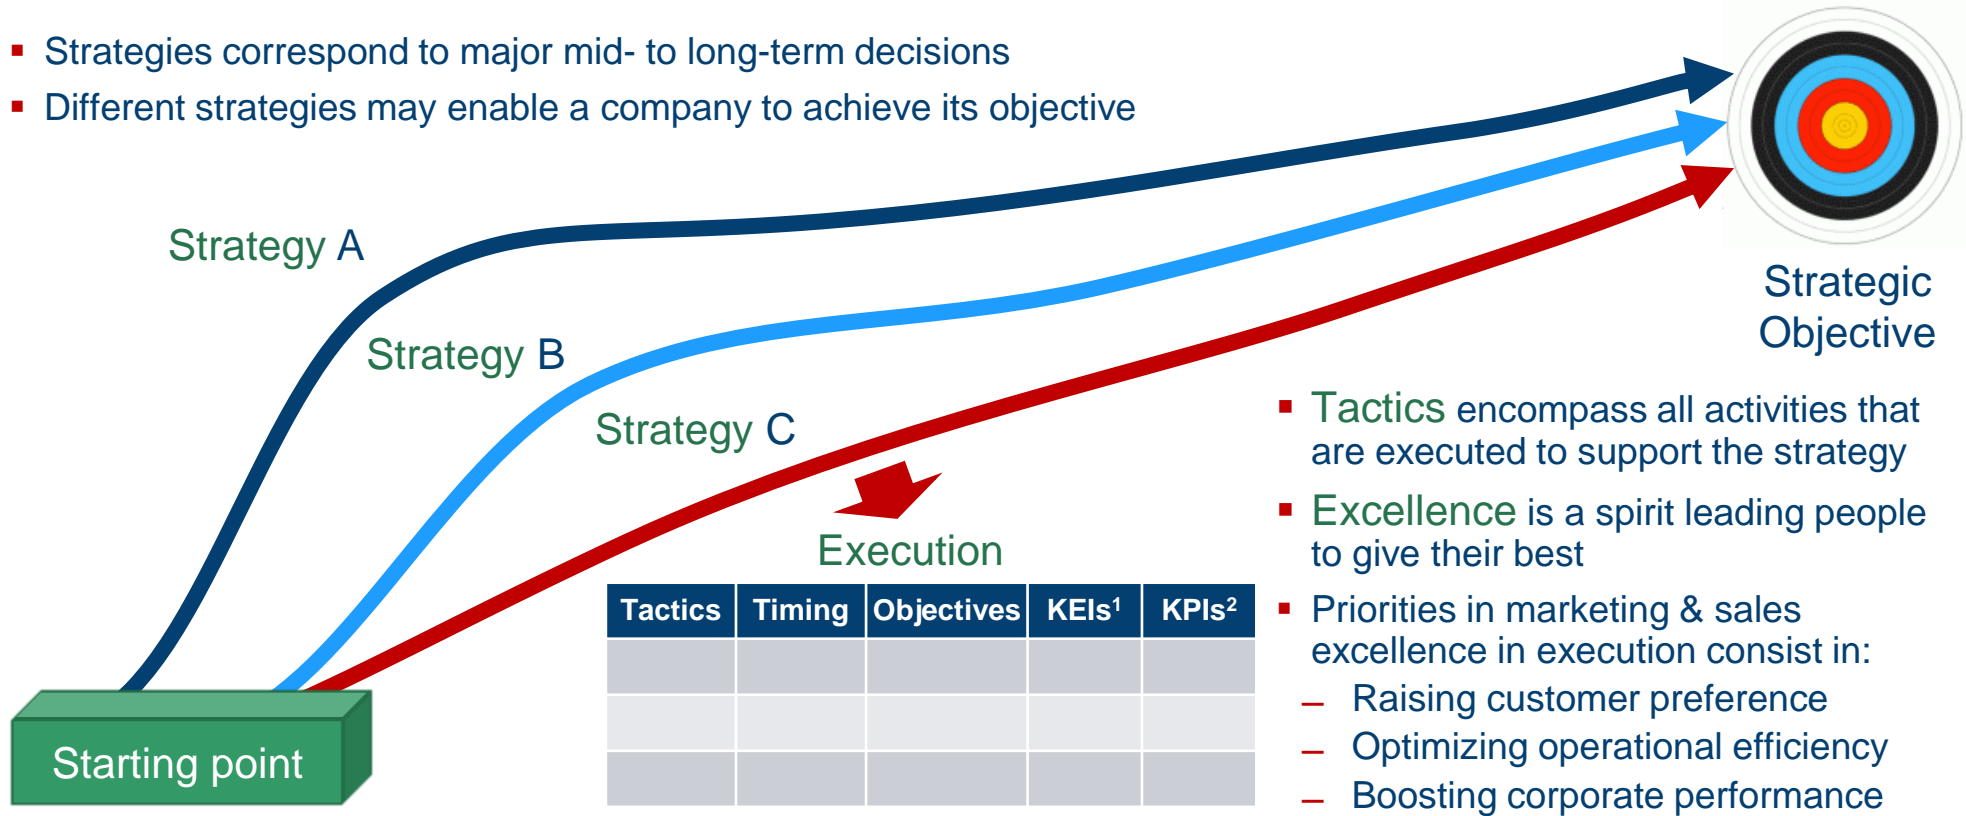 ▪ Strategies correspond to major mid- to long-term decisions
▪ Different strategies may enable a company to achieve its objective
Strategy A
Strategy B
Strategy C
Strategic
Objective
Starting point
Execution
Tactics Timing Objectives KEIs¹ KPIs²
▪ Tactics encompass all activities that
are executed to support the strategy
▪ Excellence is a spirit leading people
to give their best
▪ Priorities in marketing & sales
excellence in execution consist in:
– Raising customer preference
– Optimizing operational efficiency
– Boosting corporate performance